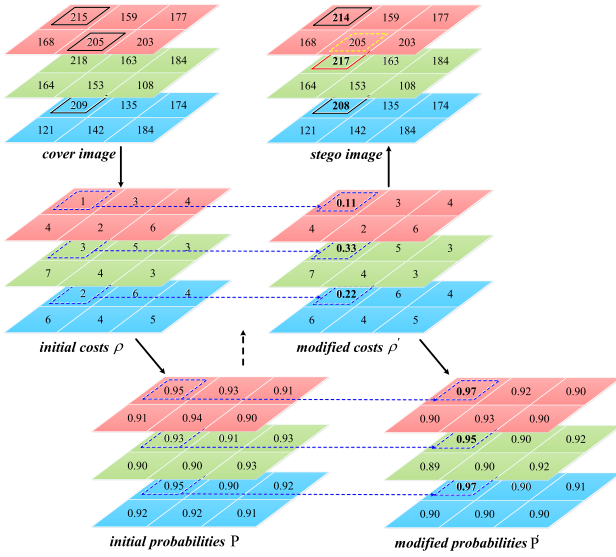 215 159 177
168 205 203
218 163 184
164 153 108
209 135 174
121 142 184
cover image
214 159 177
168 205 203
217 163 184
164 153 108
208 135 174
121 142 184
stego image
1 3 4
4 2 6
3 5 3
7 4 3
2 6 4
6 4 5
initial costs ρ
0.11 3 4
4 2 6
0.33 5 3
7 4 3
0.22 6 4
6 4 5
modified costs ρ'
0.95 0.93 0.91
0.91 0.94 0.90
0.93 0.91 0.93
0.90 0.90 0.93
0.95 0.90 0.92
0.92 0.92 0.91
initial probabilities P
0.97 0.92 0.90
0.90 0.93 0.90
0.95 0.90 0.92
0.89 0.90 0.92
0.97 0.90 0.91
0.90 0.90 0.90
modified probabilities P'